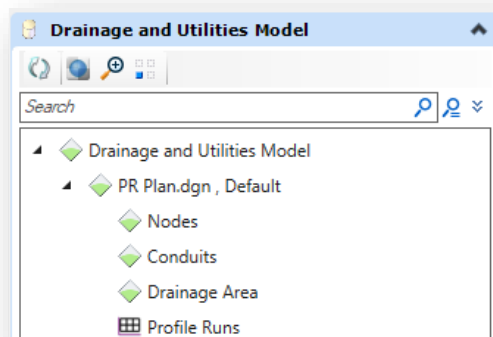 Drainage and Utilities Model
Search
Drainage and Utilities Model
PR Plan.dgn , Default
Nodes
Conduits
Drainage Area
Profile Runs